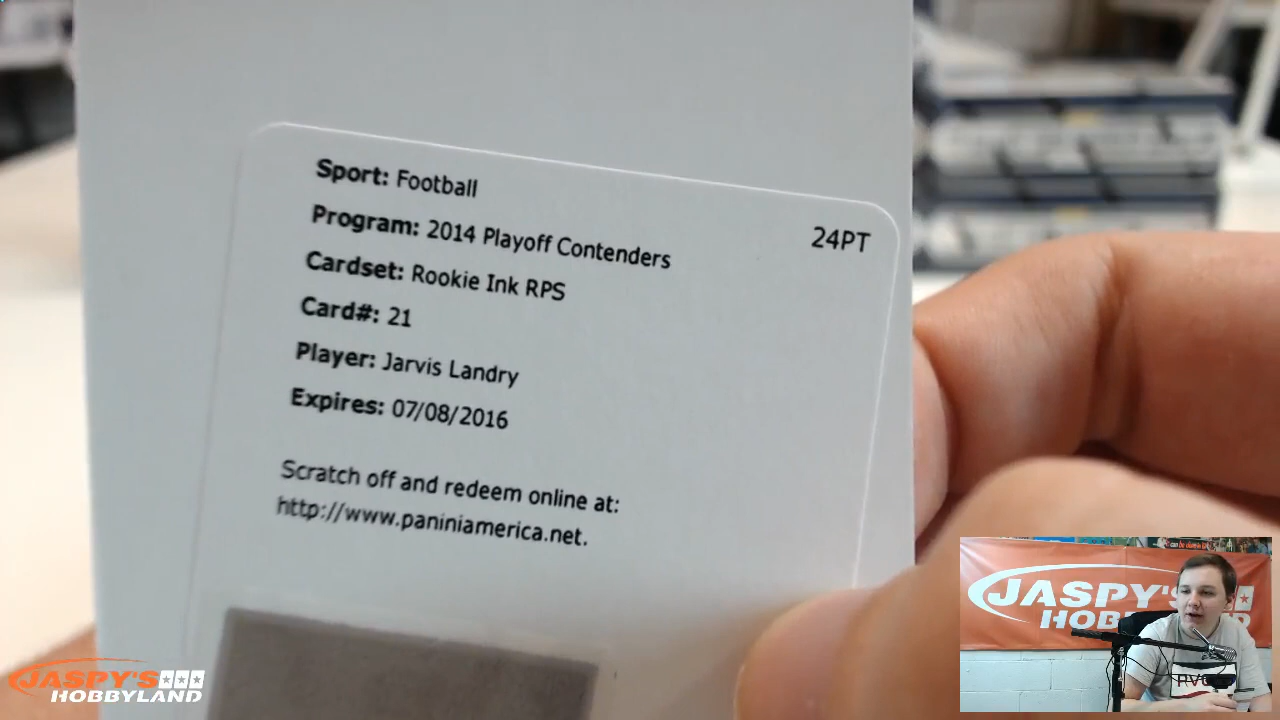 Sport: Football
24PT
Program: 2014 Playoff Contenders
Cardset: Rookie Ink RPS
Card#: 21
Player: Jarvis Landry
Expires: 07/08/2016
Scratch off and redeem online at:
http://www.paniniamerica.net.
JASPY'S
HOBBYLAND
JASPY'S
HOBB